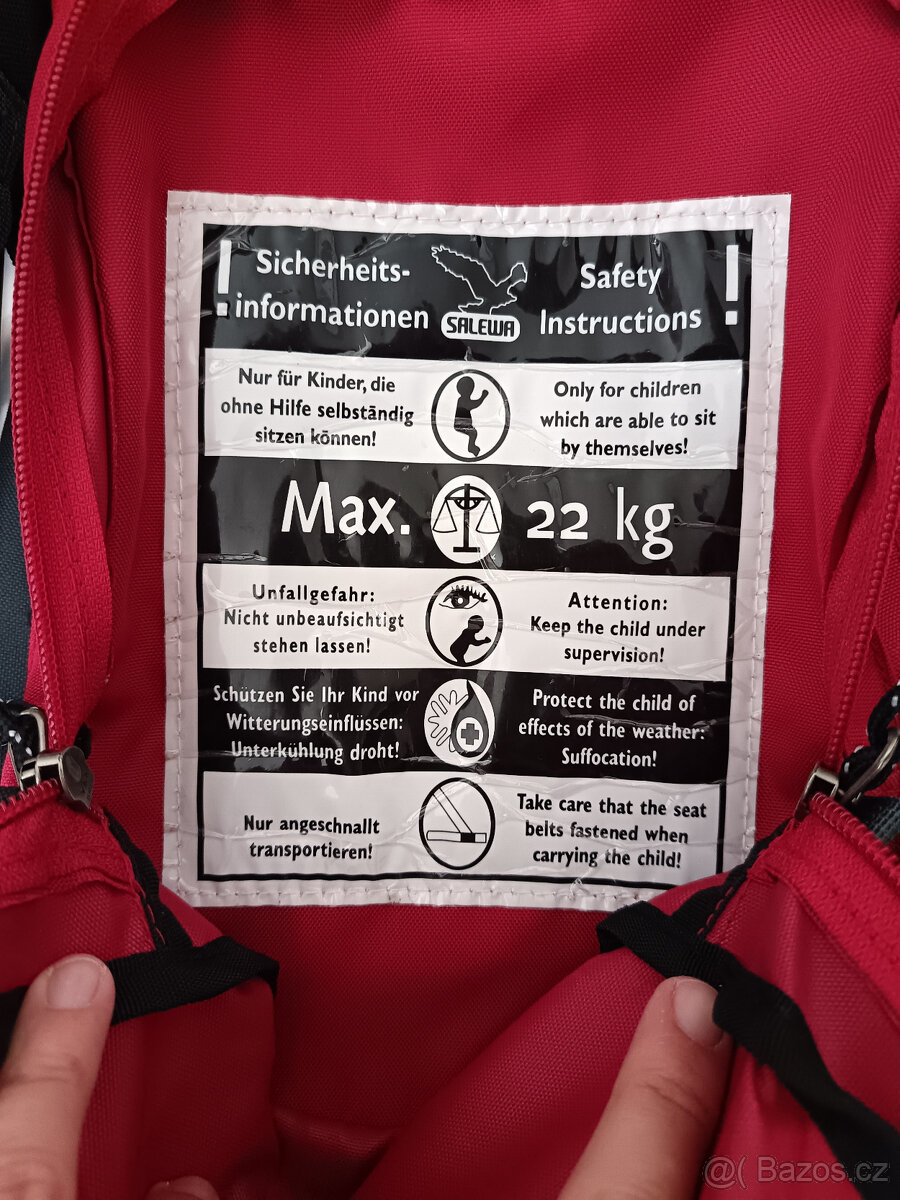 ! Sicherheits-
informationen
SALEWA
Safety
Instructions !
Nur für Kinder, die
ohne Hilfe selbständig
sitzen können!
Only for children
which are able to sit
by themselves!
Max. 22 kg
Unfallgefahr:
Nicht unbeaufsichtigt
stehen lassen!
Attention:
Keep the child under
supervision!
Schützen Sie Ihr Kind vor
Witterungseinflüssen:
Unterkühlung droht!
Protect the child of
effects of the weather:
Suffocation!
Nur angeschnallt
transportieren!
Take care that the seat
belts fastened when
carrying the child!
@( Bazos.cz